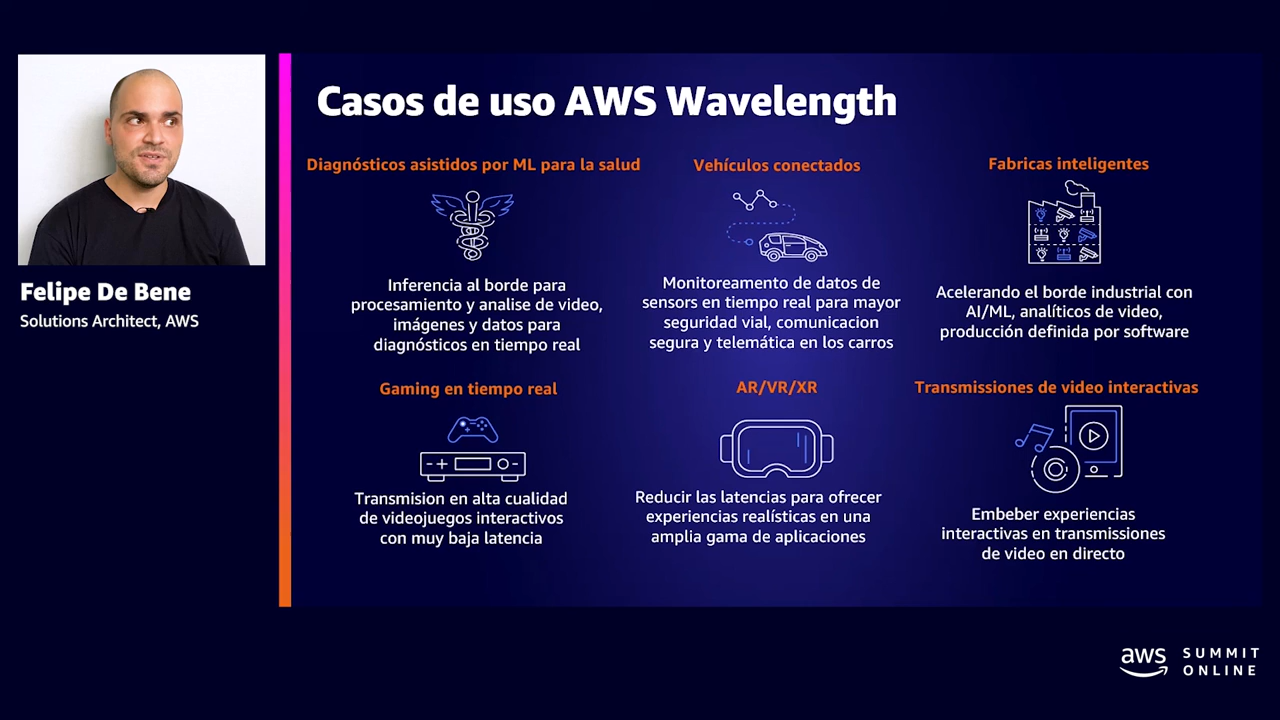 Casos de uso AWS Wavelength
Diagnósticos asistidos por ML para la salud
Inferencia al borde para
procesamiento y analise de video,
imágenes y datos para
diagnósticos en tiempo real
Vehículos conectados
Monitoreamento de datos de
sensors en tiempo real para mayor
seguridad vial, comunicacion
segura y telemática en los carros
Fabricas inteligentes
Acelerando el borde industrial con
AI/ML, analíticos de video,
producción definida por software
Gaming en tiempo real
Transmision en alta cualidad
de videojuegos interactivos
con muy baja latencia
AR/VR/XR
Reducir las latencias para ofrecer
experiencias realísticas en una
amplia gama de aplicaciones
Transmissiones de video interactivas
Embeber experiencias
interactivas en transmissiones
de video en directo
Felipe De Bene
Solutions Architect, AWS
aws
SUMMIT
ONLINE